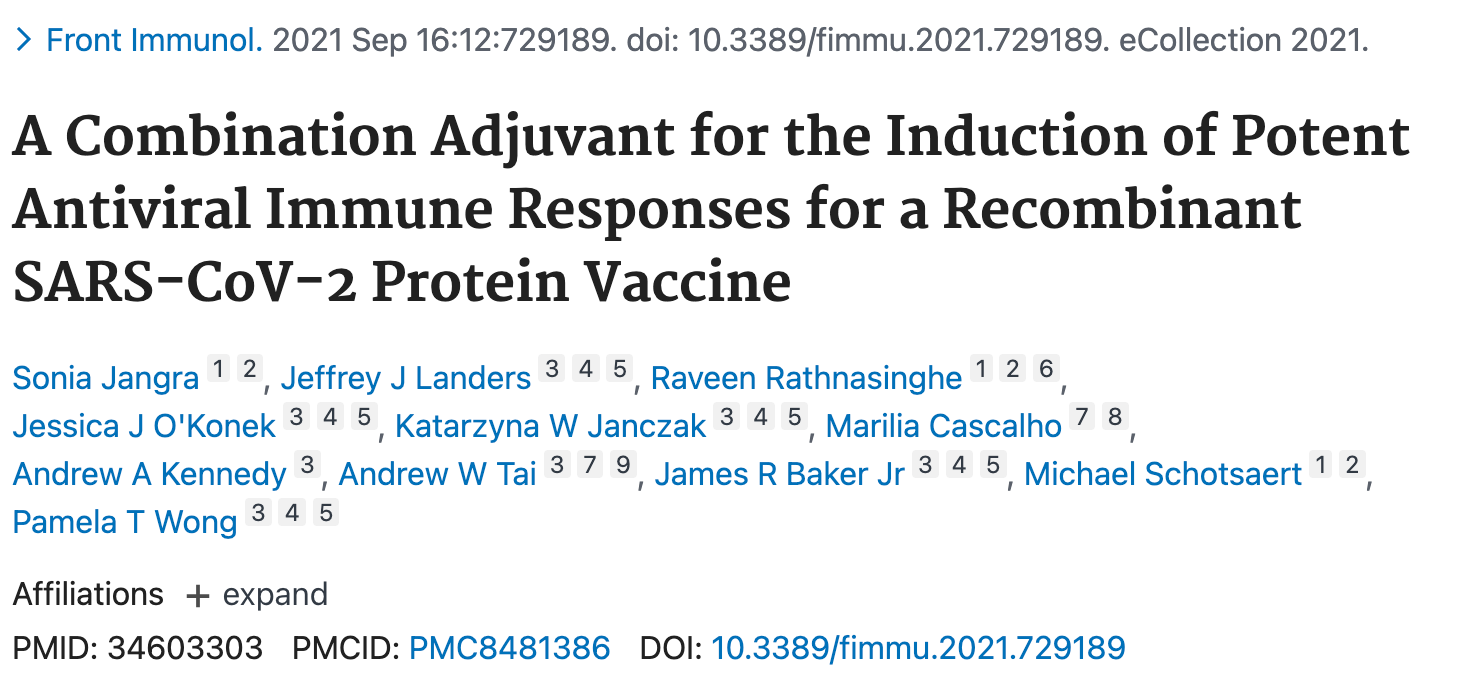 > Front Immunol. 2021 Sep 16:12:729189. doi: 10.3389/fimmu.2021.729189. eCollection 2021.
A Combination Adjuvant for the Induction of Potent
Antiviral Immune Responses for a Recombinant
SARS-CoV-2 Protein Vaccine
Sonia Jangra 1 2, Jeffrey J Landers 3 4 5, Raveen Rathnasinghe 1 2 6,
Jessica J O'Konek 3 4 5, Katarzyna W Janczak 3 4 5, Marilia Cascalho 7 8,
Andrew A Kennedy 3, Andrew W Tai 3 7 9, James R Baker Jr 3 4 5, Michael Schotsaert 1 2,
Pamela T Wong 3 4 5
Affiliations + expand
PMID: 34603303 PMCID: PMC8481386 DOI: 10.3389/fimmu.2021.729189